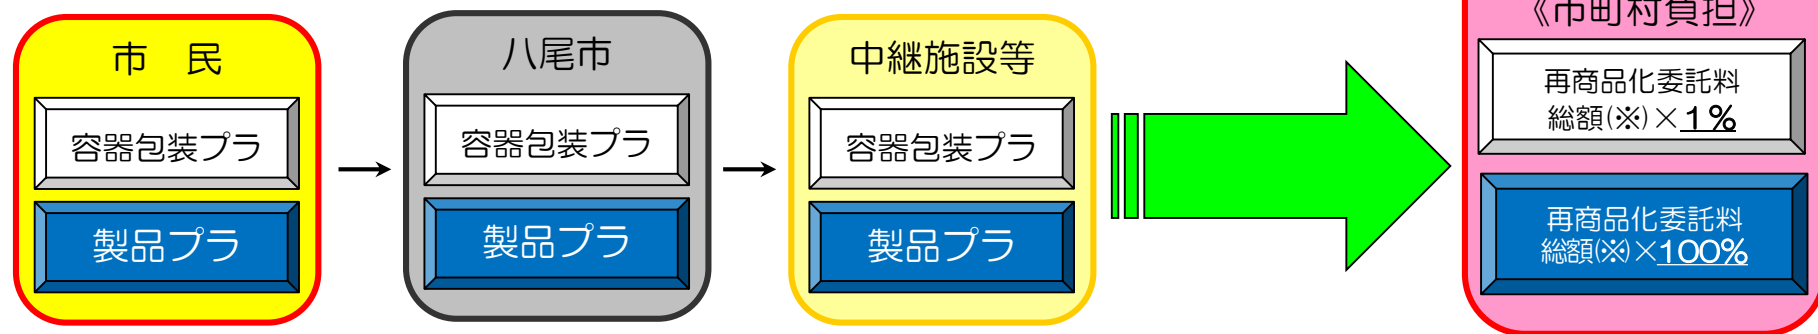 市　民
容器包装プラ
製品プラ
八尾市
容器包装プラ
製品プラ
中継施設等
容器包装プラ
製品プラ
《市町村負担》
再商品化委託料
総額(※)×1%
再商品化委託料
総額(※)×100%